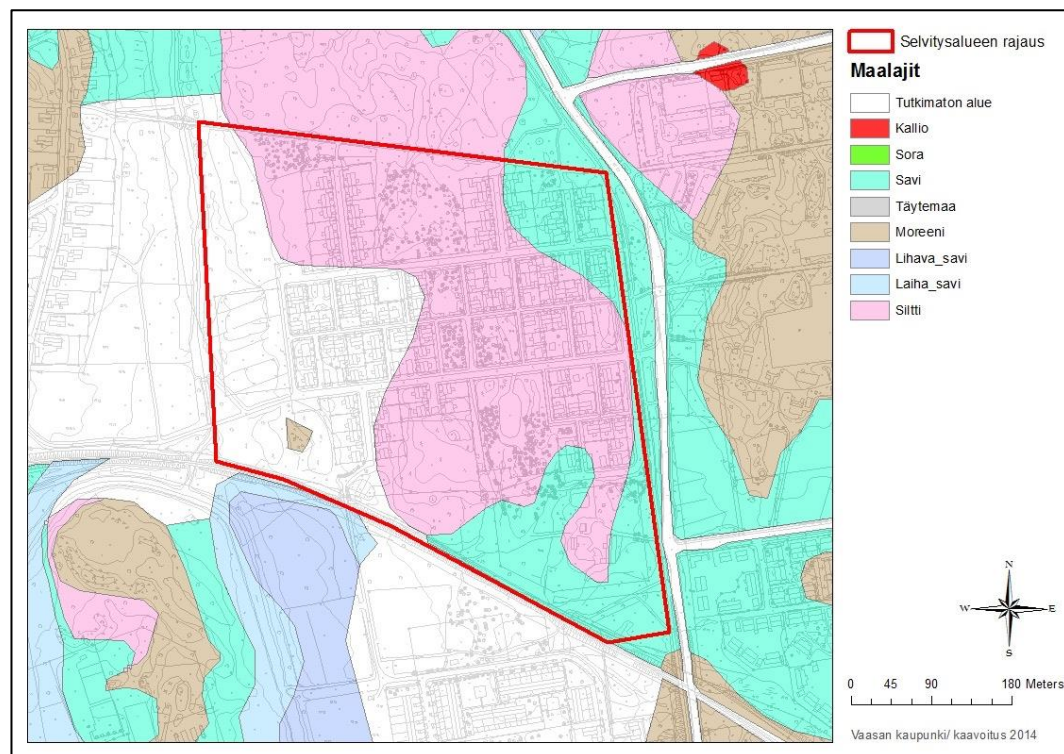 Selvitysalueen rajaus
Maalajit
Tutkimaton alue
Kallio
Sora
Savi
Täytemaa
Moreeni
Lihava_savi
Laiha_savi
Siltti
N
W E
S
0 45 90 180 Meters
Vaasan kaupunki/ kaavoitus 2014